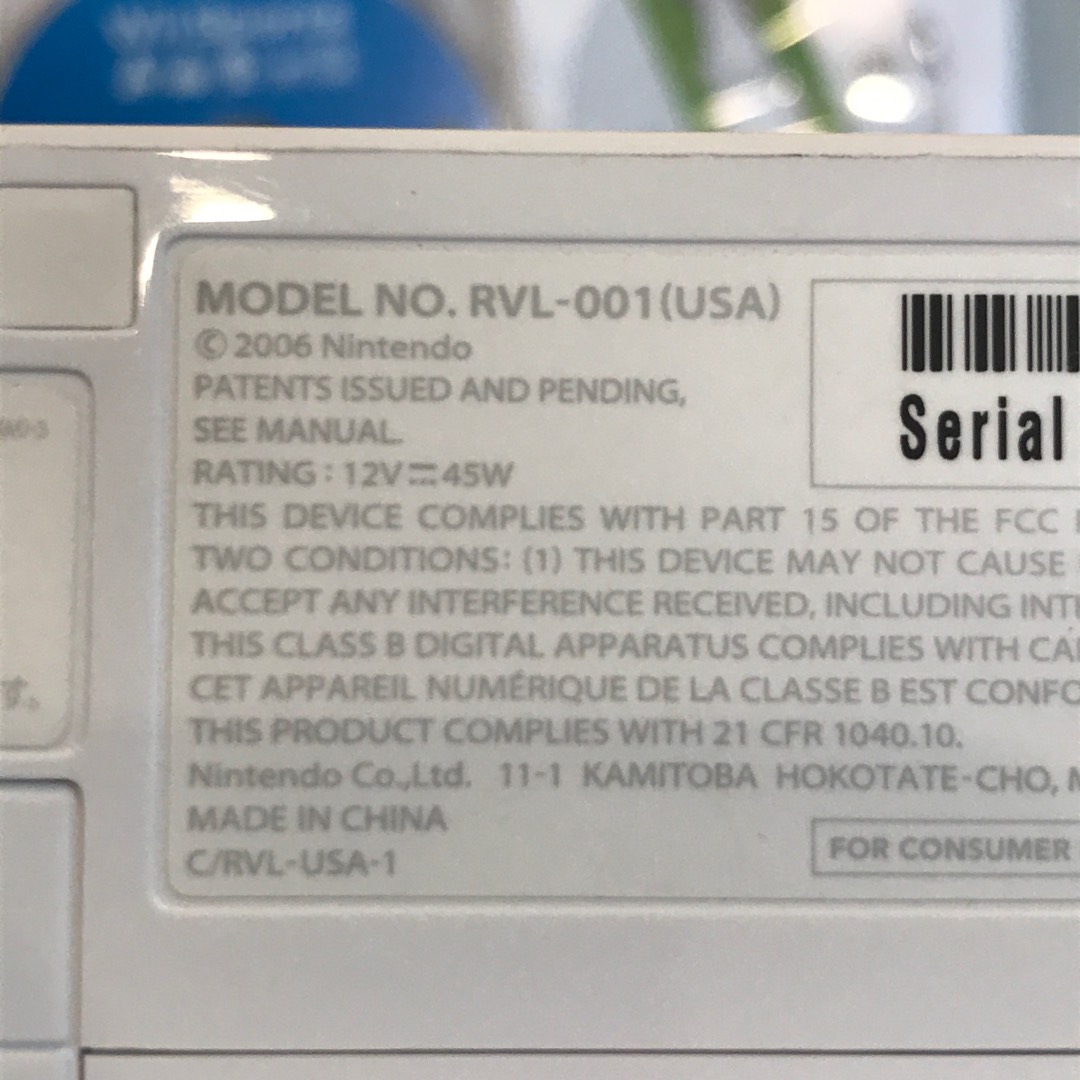 MODEL NO. RVL-001(USA)
© 2006 Nintendo
PATENTS ISSUED AND PENDING,
SEE MANUAL.
RATING : 12V⎓45W
Serial
THIS DEVICE COMPLIES WITH PART 15 OF THE FCC
TWO CONDITIONS: (1) THIS DEVICE MAY NOT CAUSE
ACCEPT ANY INTERFERENCE RECEIVED, INCLUDING INT
THIS CLASS B DIGITAL APPARATUS COMPLIES WITH CA
CET APPAREIL NUMÉRIQUE DE LA CLASSE B EST CONFO
THIS PRODUCT COMPLIES WITH 21 CFR 1040.10.
Nintendo Co.,Ltd. 11-1 KAMITOBA HOKOTATE-CHO,
MADE IN CHINA
FOR CONSUMER
C/RVL-USA-1
す。